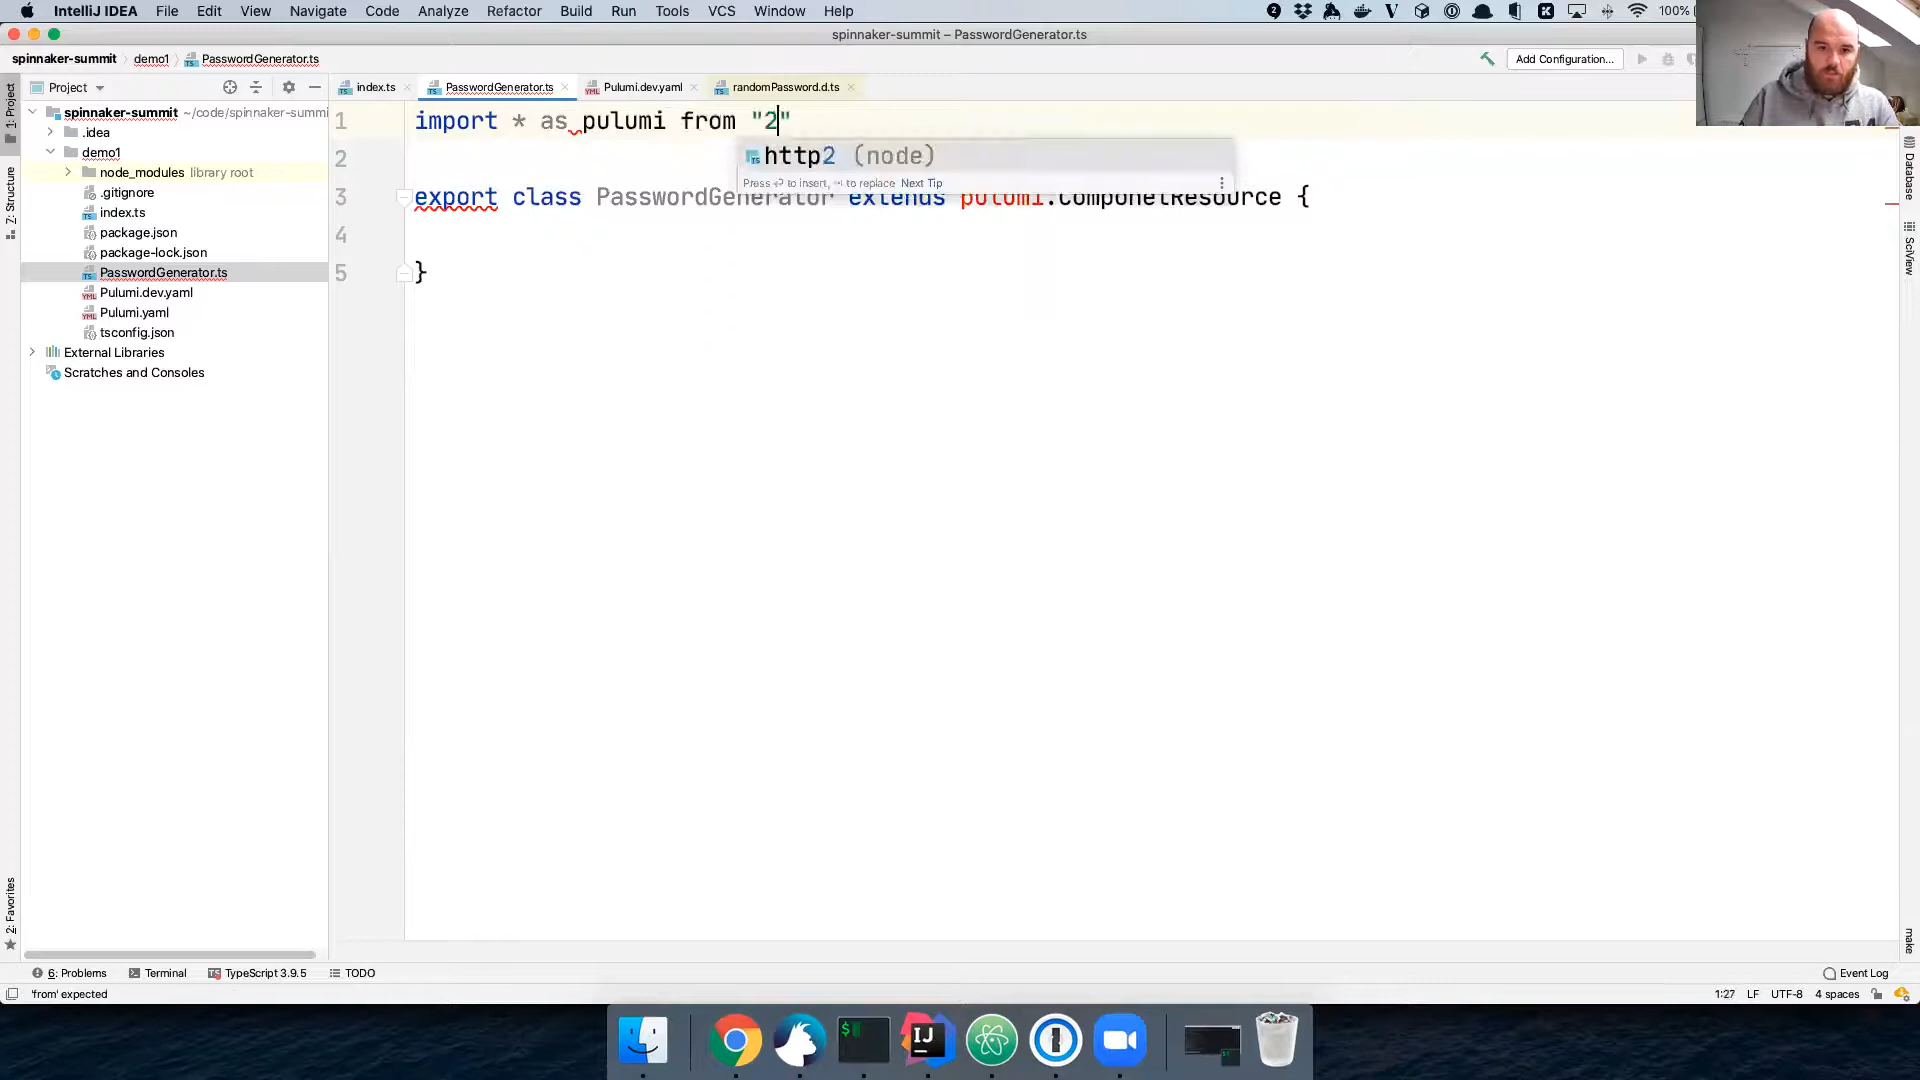 IntelliJ IDEA File Edit View Navigate Code Analyze Refactor Build Run Tools VCS Window Help 100%
spinnaker-summit – PasswordGenerator.ts
spinnaker-summit demo1 PasswordGenerator.ts Add Configuration...
Project index.ts PasswordGenerator.ts Pulumi.dev.yaml randomPassword.d.ts
spinnaker-summit ~/code/spinnaker-summi
.idea
demo1
node_modules library root
.gitignore
index.ts
package.json
package-lock.json
PasswordGenerator.ts
Pulumi.dev.yaml
Pulumi.yaml
tsconfig.json
External Libraries
Scratches and Consoles
1 import * as pulumi from "2"
http2 (node)
Press ⏎ to insert, ⇥ to replace Next Tip
2
3 export class PasswordGenerator extends pulumi.ComponetResource {
4
5 }
1: Project
7: Structure
2: Favorites
Database
SciView
make
6: Problems Terminal TypeScript 3.9.5 TODO Event Log
'from' expected 1:27 LF UTF-8 4 spaces